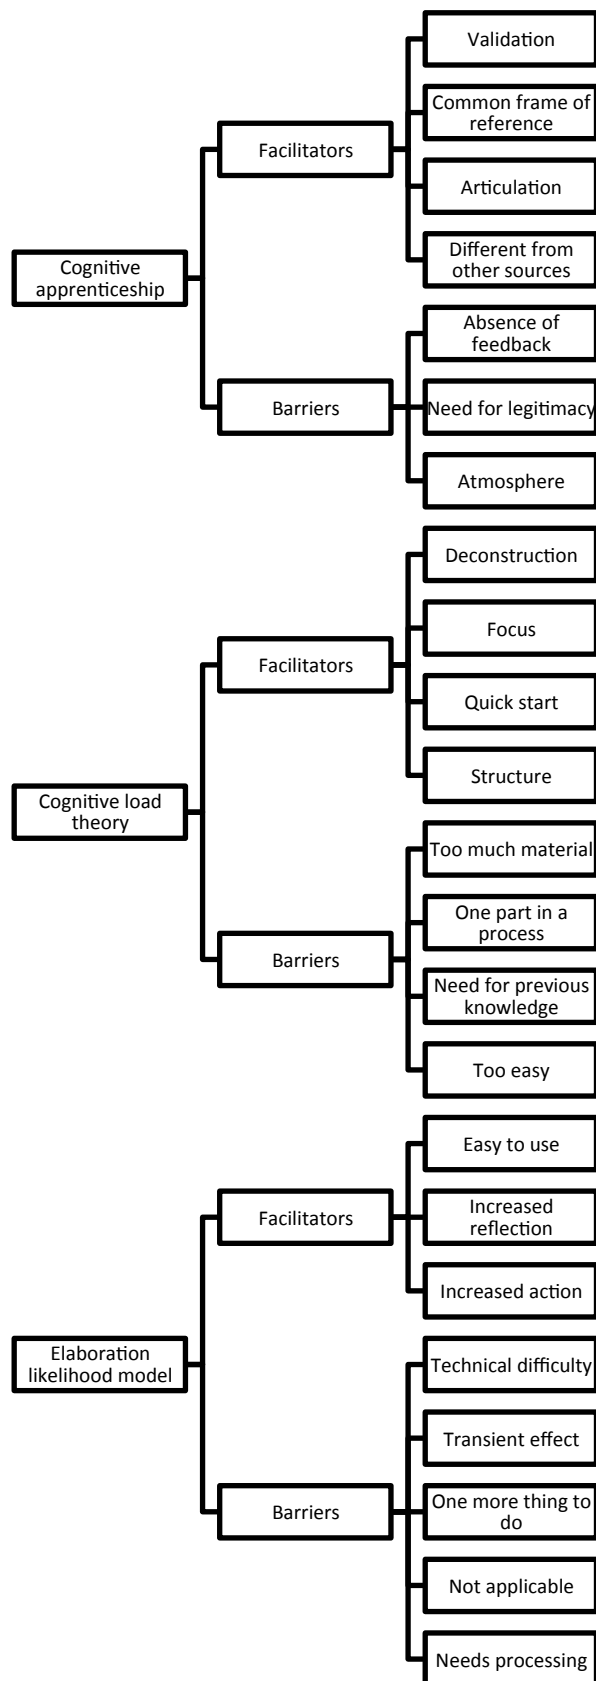 Validation
Common frame of
reference
Facilitators
Articulation
Different from
other sources
Cognitive
apprenticeship
Absence of
feedback
Barriers
Need for legitimacy
Atmosphere
Deconstruction
Focus
Facilitators
Quick start
Structure
Cognitive load
theory
Too much material
One part in a
process
Barriers
Need for previous
knowledge
Too easy
Easy to use
Facilitators
Increased
reflection
Increased action
Elaboration
likelihood model
Technical difficulty
Transient effect
Barriers
One more thing to
do
Not applicable
Needs processing